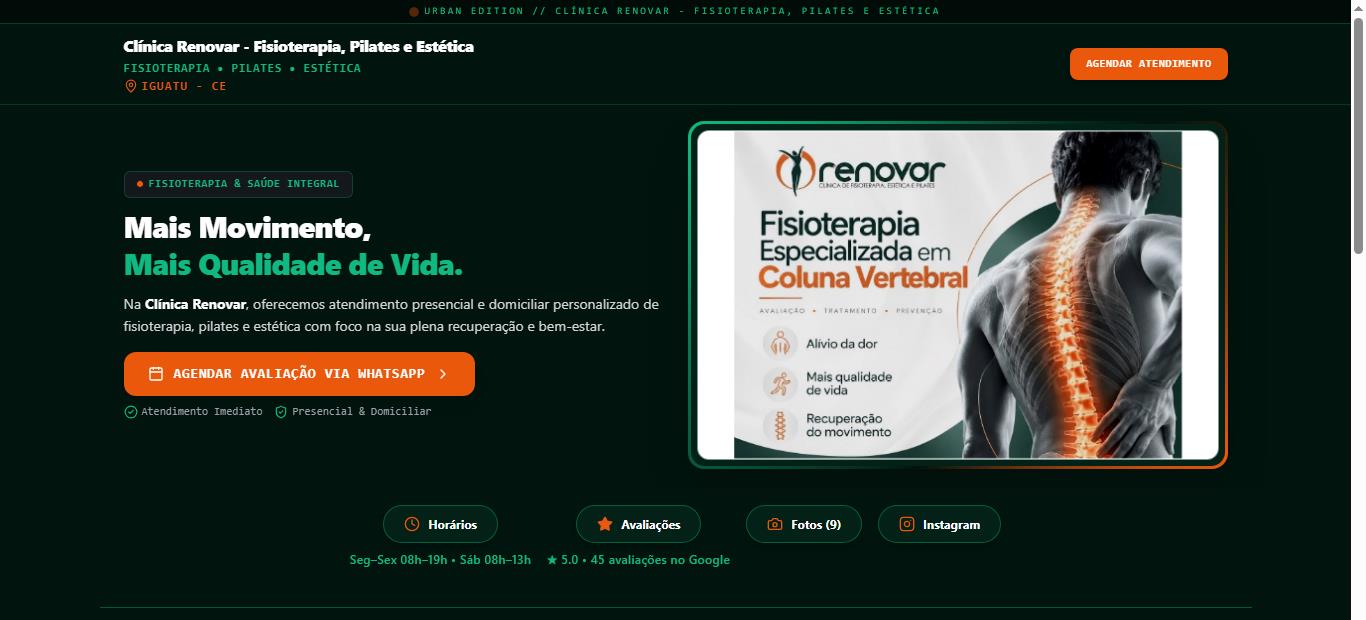 URBAN EDITION // CLÍNICA RENOVAR - FISIOTERAPIA, PILATES E ESTÉTICA
Clínica Renovar - Fisioterapia, Pilates e Estética
FISIOTERAPIA • PILATES • ESTÉTICA
IGUATU - CE
AGENDAR ATENDIMENTO
FISIOTERAPIA & SAÚDE INTEGRAL
Mais Movimento,
Mais Qualidade de Vida.
Na Clínica Renovar, oferecemos atendimento presencial e domiciliar personalizado de
fisioterapia, pilates e estética com foco na sua plena recuperação e bem-estar.
AGENDAR AVALIAÇÃO VIA WHATSAPP
Atendimento Imediato
Presencial & Domiciliar
renovar
CLÍNICA DE FISIOTERAPIA, ESTÉTICA E PILATES
Fisioterapia
Especializada em
Coluna Vertebral
AVALIAÇÃO • TRATAMENTO • PREVENÇÃO
Alívio da dor
Mais qualidade
de vida
Recuperação
do movimento
Horários
Seg–Sex 08h–19h • Sáb 08h–13h
Avaliações
★ 5.0 • 45 avaliações no Google
Fotos (9)
Instagram